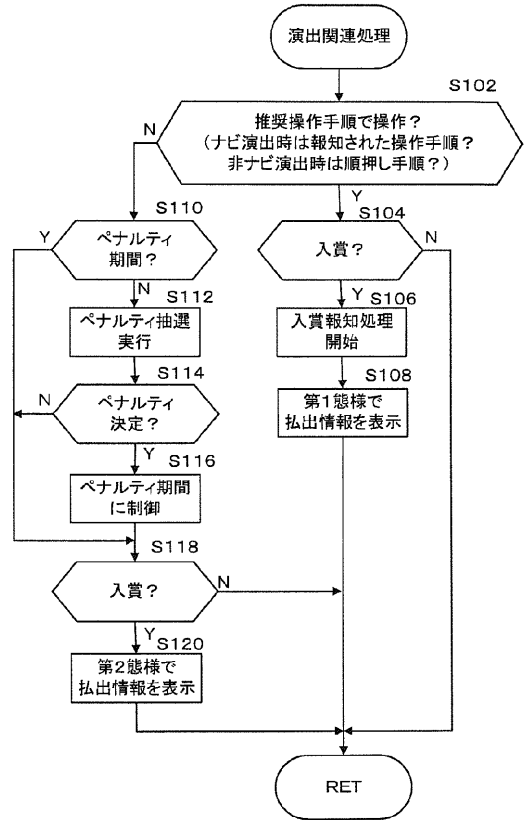 演出関連処理
S102
推奨操作手順で操作？
（ナビ演出時は報知された操作手順？
非ナビ演出時は順押し手順？）
N
Y
S110
Y
ペナルティ
期間？
N
S112
ペナルティ抽選
実行
S114
N
ペナルティ
決定？
Y
S116
ペナルティ期間
に制御
S104
入賞？
N
Y
S106
入賞報知処理
開始
S108
第1態様で
払出情報を表示
S118
入賞？
N
Y
S120
第2態様で
払出情報を表示
RET